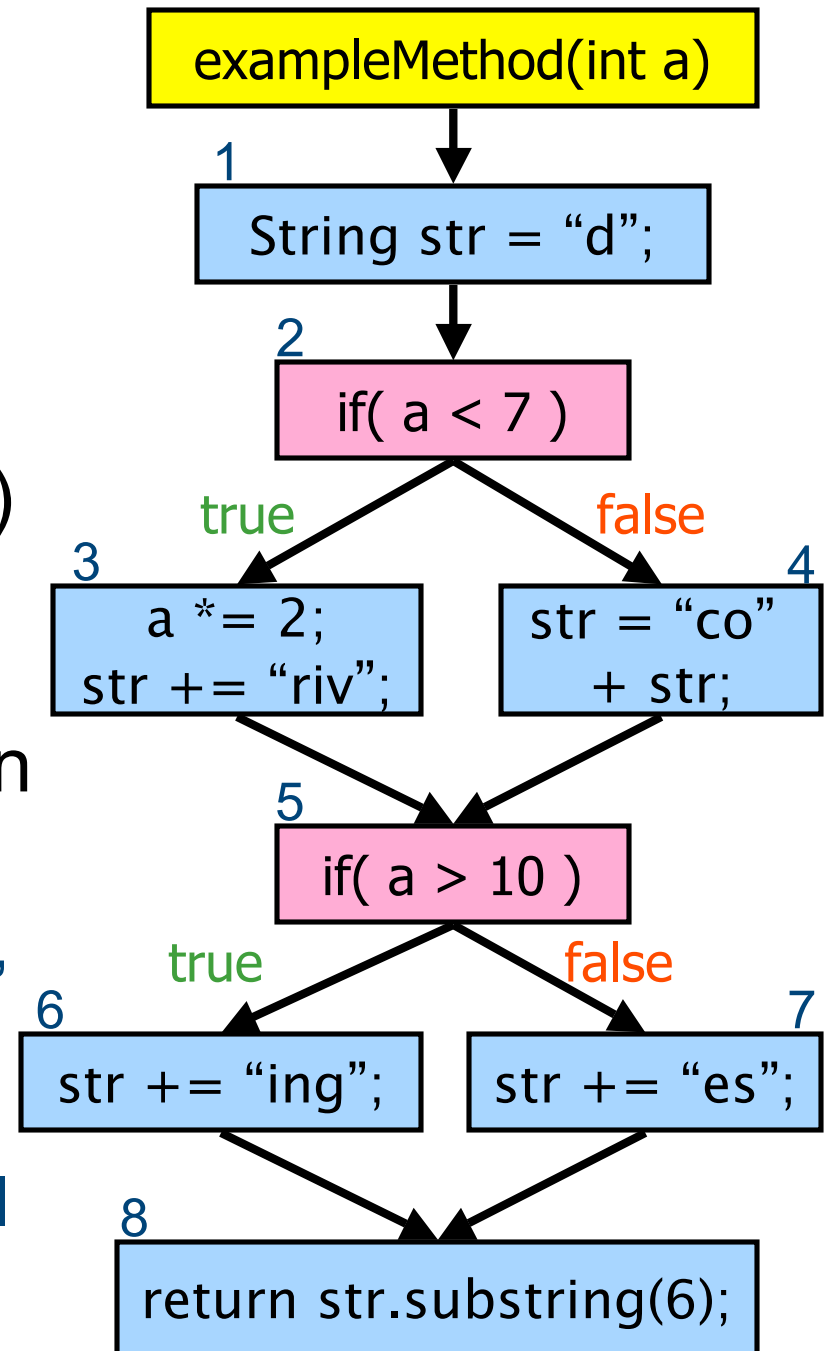 exampleMethod(int a)
1
String str = “d”;
2
if( a < 7 )
)
true
false
3
4
a *= 2;
str += “riv”;
str = “co”
+ str;
n
5
if( a > 10 )
,
true
false
6
7
str += “ing”;
str += “es”;
8
return str.substring(6);